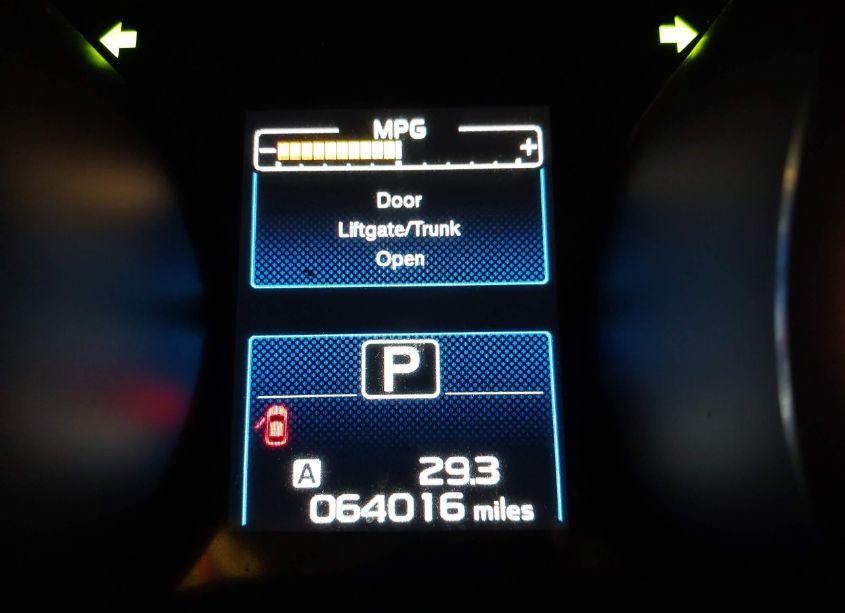 MPG
- +
Door
Liftgate/Trunk
Open
P
A 29.3
064016 miles